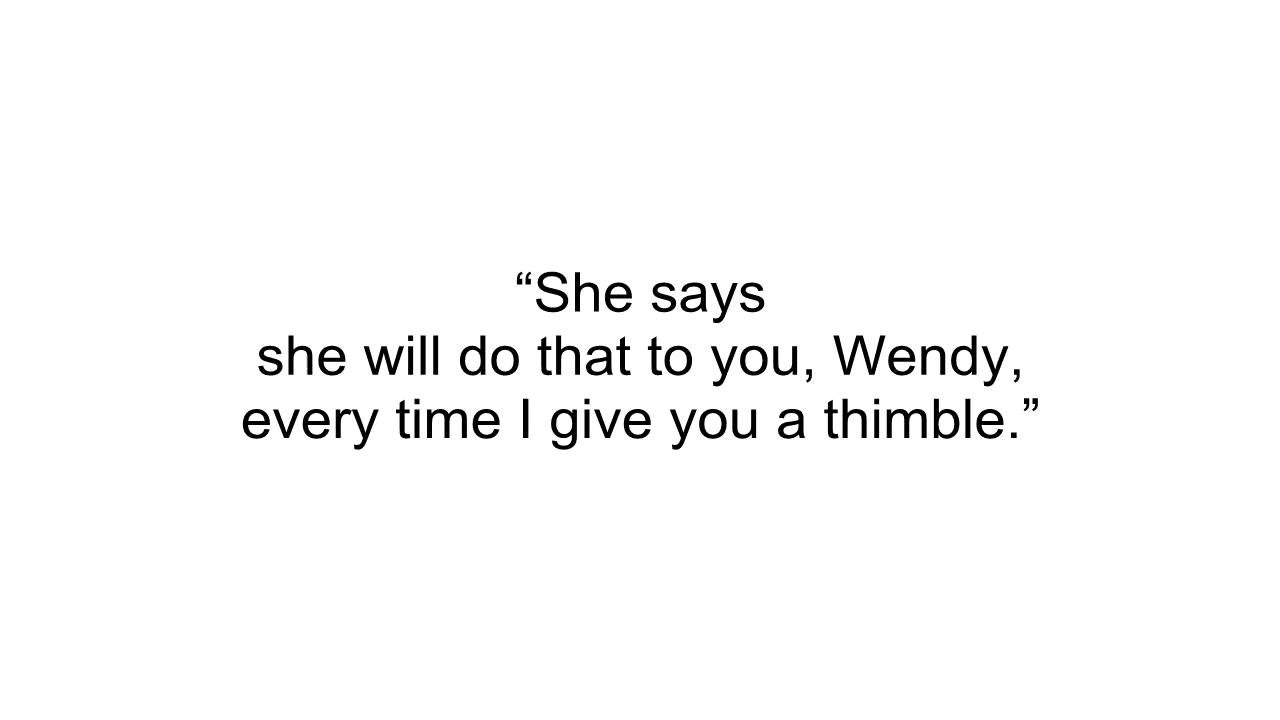 “She says
she will do that to you, Wendy,
every time I give you a thimble.”